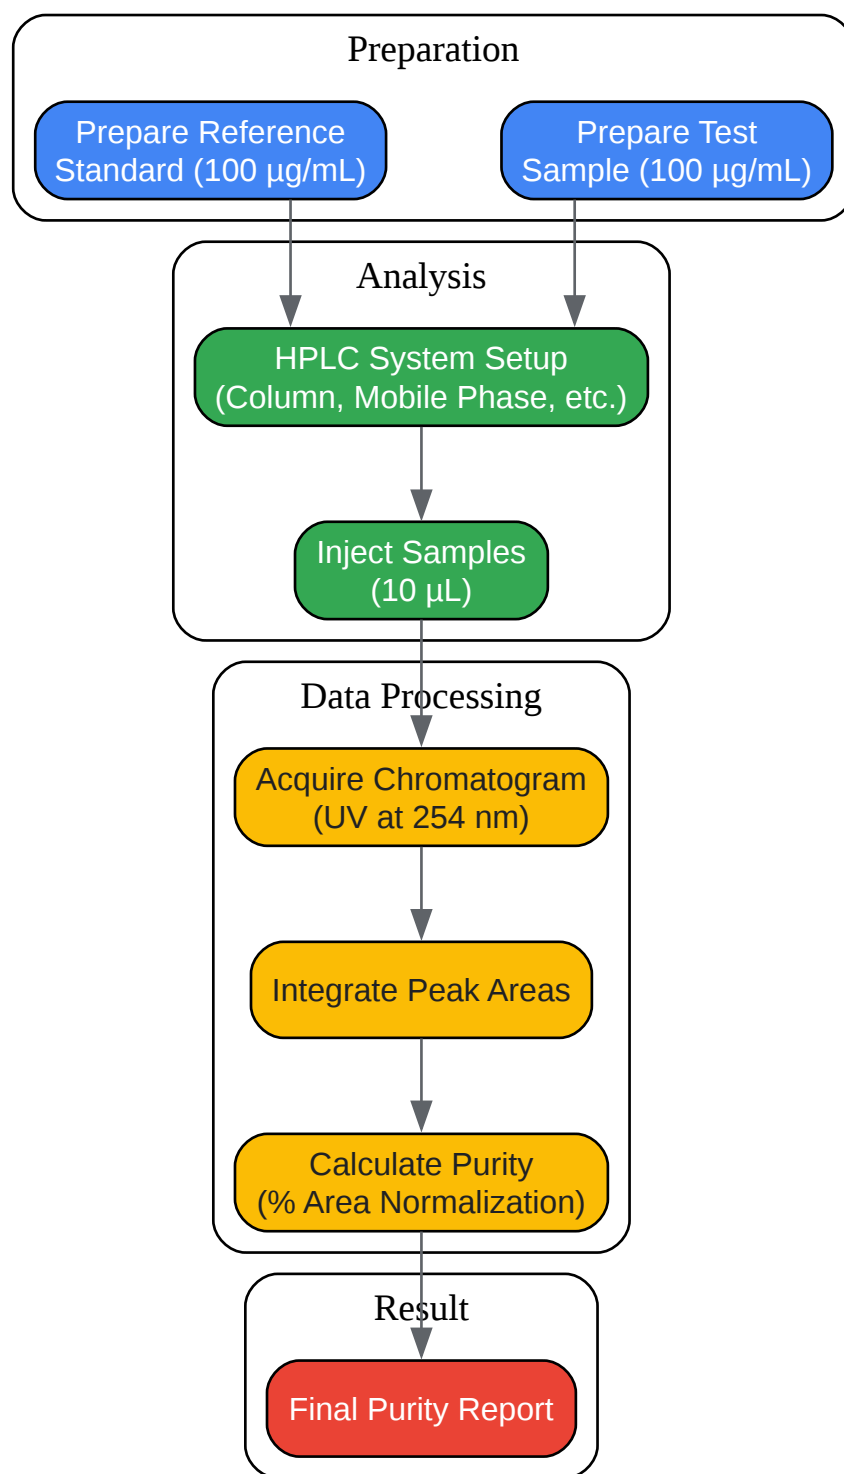 Preparation
Prepare Reference
Standard (100 µg/mL)
Prepare Test
Sample (100 µg/mL)
Analysis
HPLC System Setup
(Column, Mobile Phase, etc.)
Inject Samples
(10 µL)
Data Processing
Acquire Chromatogram
(UV at 254 nm)
Integrate Peak Areas
Calculate Purity
(% Area Normalization)
Result
Final Purity Report